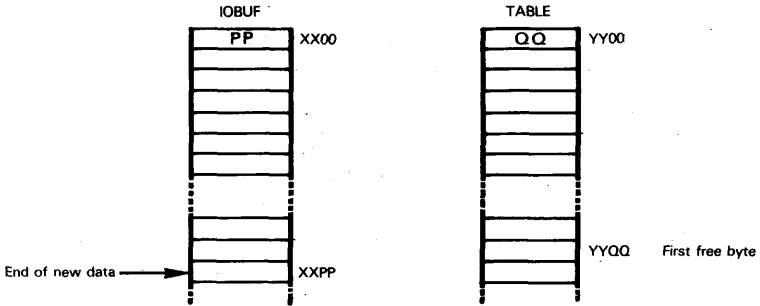 IOBUF TABLE
PP XX00 QQ YY00
YYQQ First free byte
End of new data XXPP